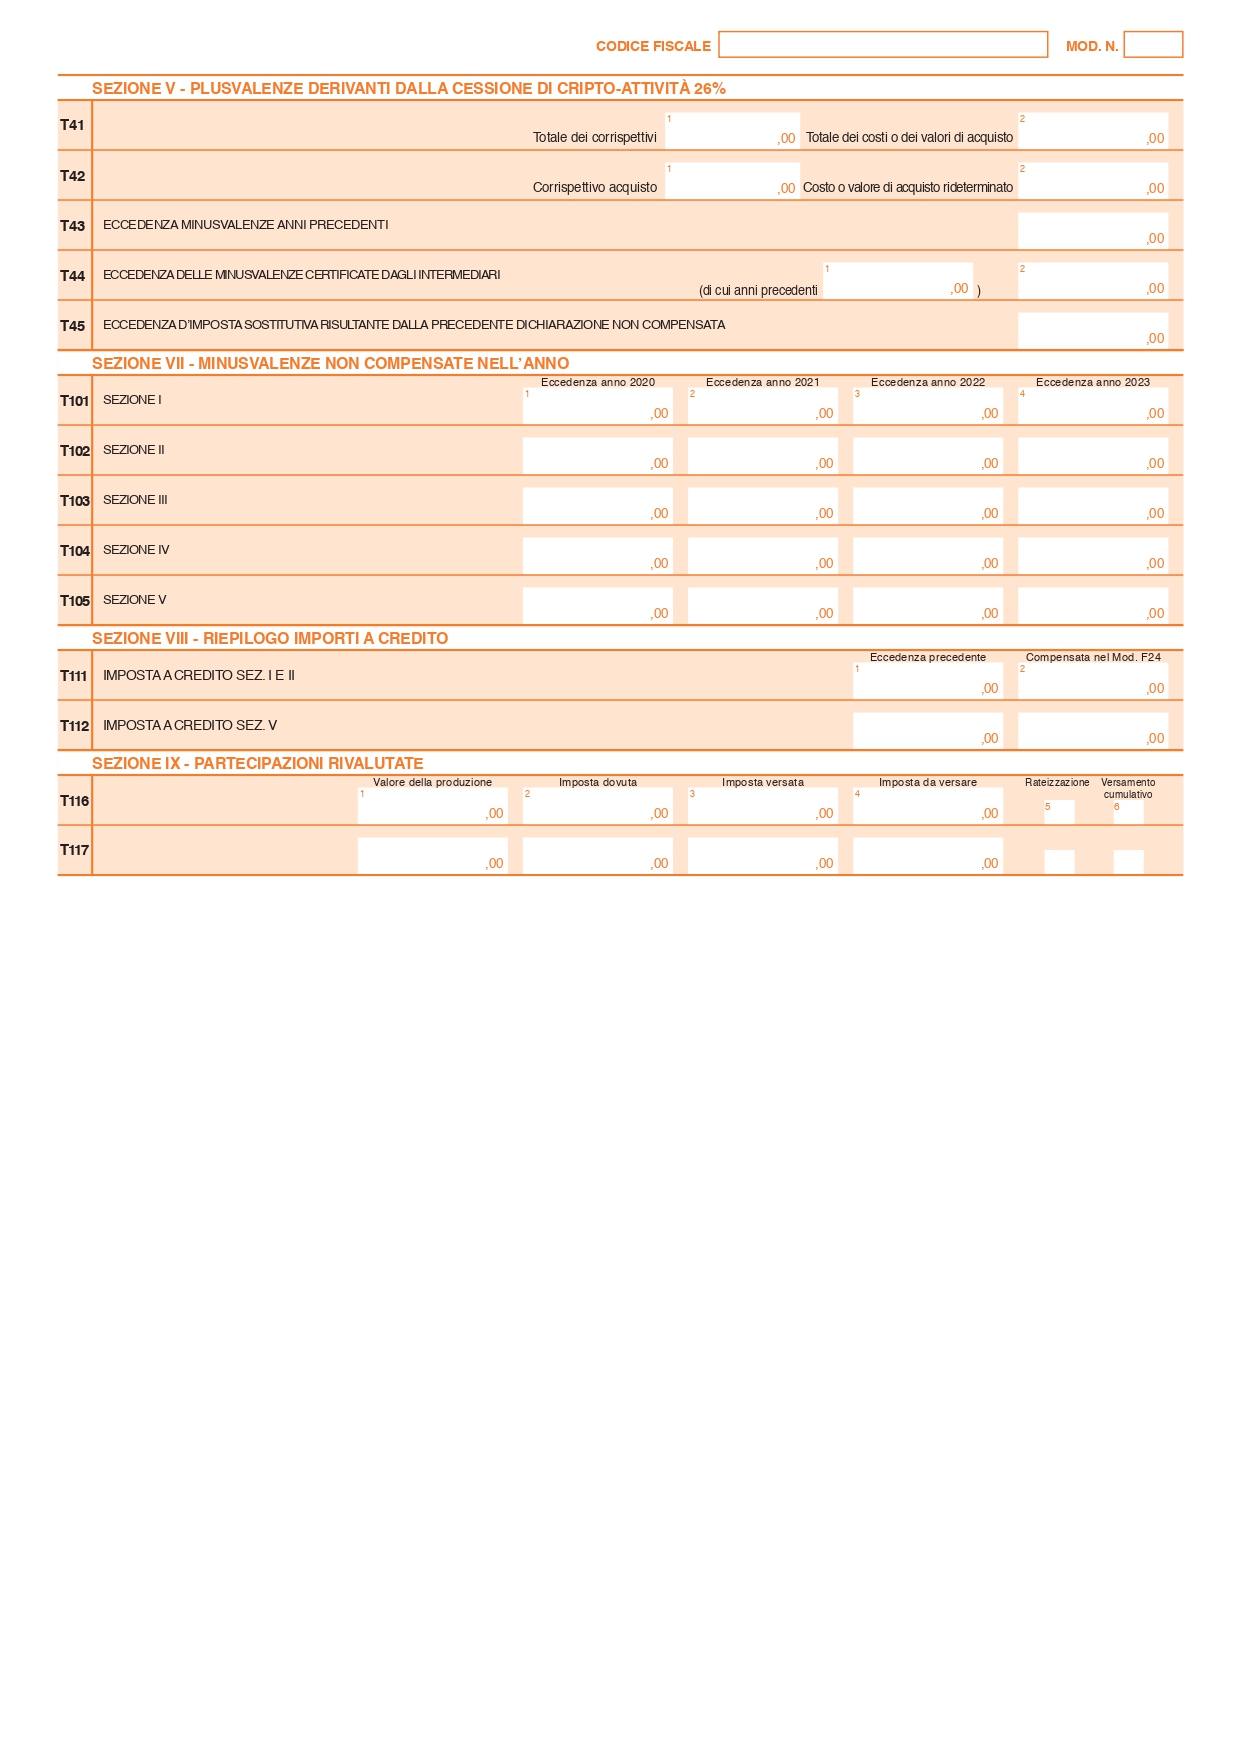 CODICE FISCALE MOD. N.
SEZIONE V - PLUSVALENZE DERIVANTI DALLA CESSIONE DI CRIPTO-ATTIVITÀ 26%
T41 Totale dei corrispettivi 1 ,00 Totale dei costi o dei valori di acquisto 2 ,00
T42 Corrispettivo acquisto 1 ,00 Costo o valore di acquisto rideterminato 2 ,00
T43 ECCEDENZA MINUSVALENZE ANNI PRECEDENTI ,00
T44 ECCEDENZA DELLE MINUSVALENZE CERTIFICATE DAGLI INTERMEDIARI (di cui anni precedenti 1 ,00 ) 2 ,00
T45 ECCEDENZA D'IMPOSTA SOSTITUTIVA RISULTANTE DALLA PRECEDENTE DICHIARAZIONE NON COMPENSATA ,00
SEZIONE VII - MINUSVALENZE NON COMPENSATE NELL'ANNO
Eccedenza anno 2020 Eccedenza anno 2021 Eccedenza anno 2022 Eccedenza anno 2023
T101 SEZIONE I 1 ,00 2 ,00 3 ,00 4 ,00
T102 SEZIONE II ,00 ,00 ,00 ,00
T103 SEZIONE III ,00 ,00 ,00 ,00
T104 SEZIONE IV ,00 ,00 ,00 ,00
T105 SEZIONE V ,00 ,00 ,00 ,00
SEZIONE VIII - RIEPILOGO IMPORTI A CREDITO
Eccedenza precedente Compensata nel Mod. F24
T111 IMPOSTA A CREDITO SEZ. I E II 1 ,00 2 ,00
T112 IMPOSTA A CREDITO SEZ. V ,00 ,00
SEZIONE IX - PARTECIPAZIONI RIVALUTATE
Valore della produzione Imposta dovuta Imposta versata Imposta da versare Rateizzazione Versamento
cumulativo
T116 1 ,00 2 ,00 3 ,00 4 ,00 5 6
T117 ,00 ,00 ,00 ,00